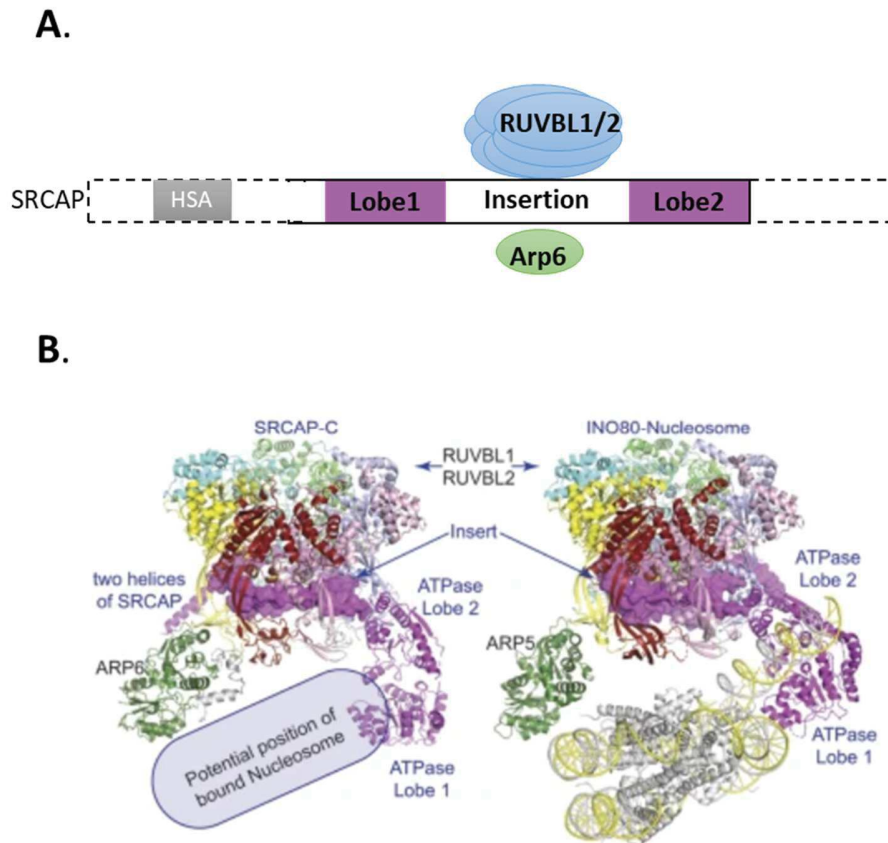 A.
RUVBL1/2
SRCAP
HSA
Lobe1
Insertion
Lobe2
Arp6
B.
SRCAP-C
INO80-Nucleosome
RUVBL1
RUVBL2
Insert
two helices
of SRCAP
ATPase
Lobe 2
ATPase
Lobe 2
ARP6
ARP5
Potential position of
bound Nucleosome
ATPase
Lobe 1
ATPase
Lobe 1